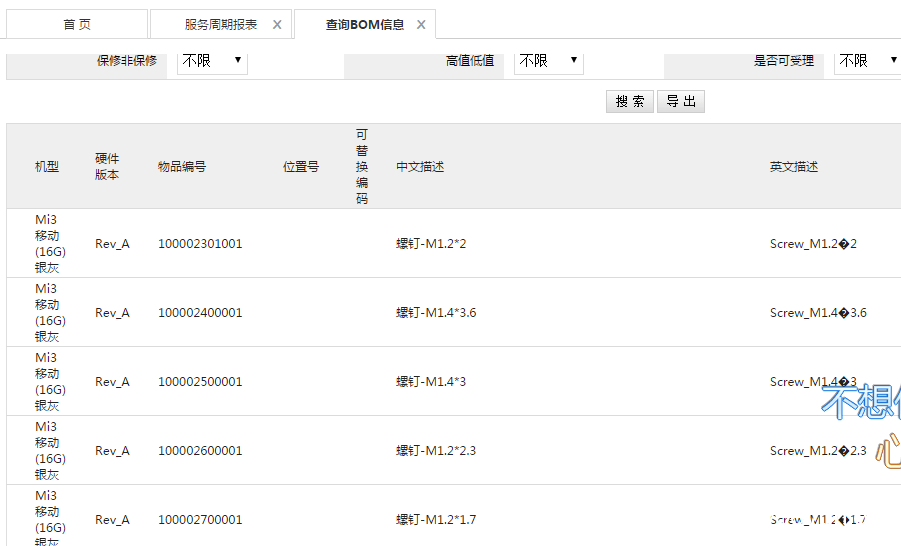 首 页 服务周期报表 × 查询BOM信息 ×
保修非保修 不限 ▼ 高值低值 不限 ▼ 是否可受理 不限 ▼
搜 索 导 出
机型 硬件版本 物品编号 位置号 可替换编码 中文描述 英文描述
Mi3
移动
(16G)
银灰
Rev_A 100002301001 螺钉-M1.2*2 Screw_M1.2�2
Mi3
移动
(16G)
银灰
Rev_A 100002400001 螺钉-M1.4*3.6 Screw_M1.4�3.6
Mi3
移动
(16G)
银灰
Rev_A 100002500001 螺钉-M1.4*3 Screw_M1.4�3
不想
心
Mi3
移动
(16G)
银灰
Rev_A 100002600001 螺钉-M1.2*2.3 Screw_M1.2�2.3
Mi3
移动
(16G)
银灰
Rev_A 100002700001 螺钉-M1.2*1.7 Screw_M1.2�1.7